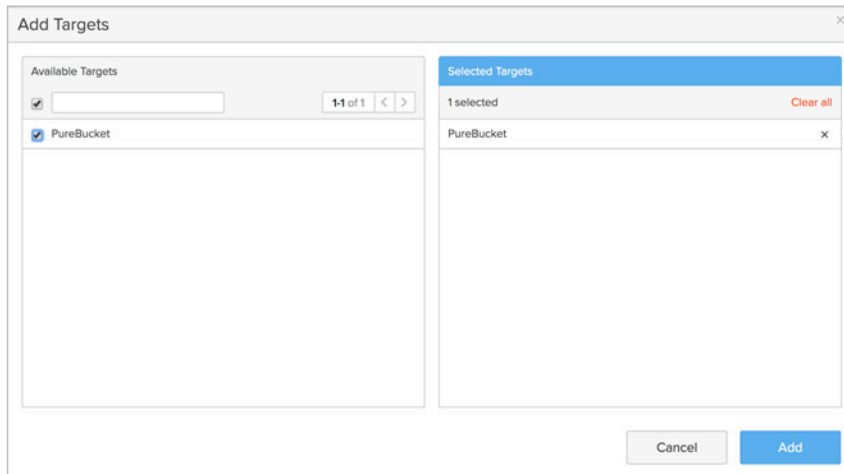 Add Targets
Available Targets
1-1 of 1
PureBucket
Selected Targets
1 selected
Clear all
PureBucket
Cancel
Add